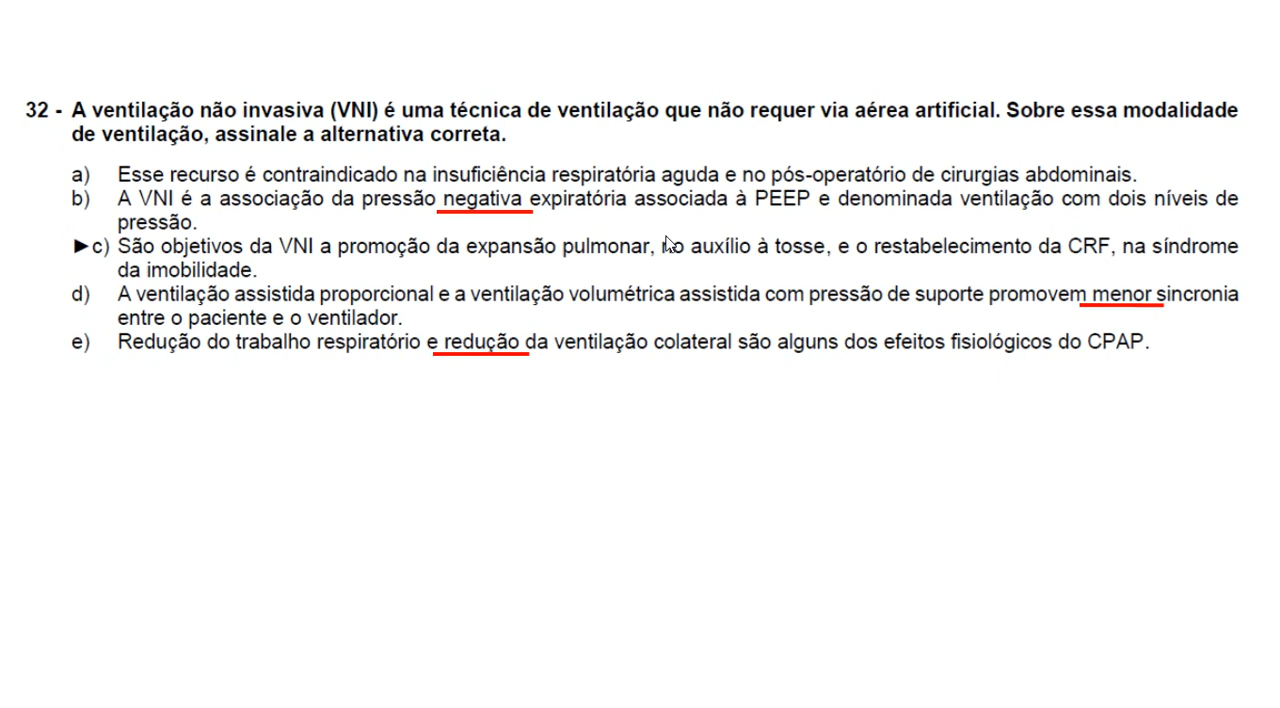 32 - A ventilação não invasiva (VNI) é uma técnica de ventilação que não requer via aérea artificial. Sobre essa modalidade
de ventilação, assinale a alternativa correta.
a) Esse recurso é contraindicado na insuficiência respiratória aguda e no pós-operatório de cirurgias abdominais.
b) A VNI é a associação da pressão negativa expiratória associada à PEEP e denominada ventilação com dois níveis de
pressão.
►c) São objetivos da VNI a promoção da expansão pulmonar, no auxílio à tosse, e o restabelecimento da CRF, na síndrome
da imobilidade.
d) A ventilação assistida proporcional e a ventilação volumétrica assistida com pressão de suporte promovem menor sincronia
entre o paciente e o ventilador.
e) Redução do trabalho respiratório e redução da ventilação colateral são alguns dos efeitos fisiológicos do CPAP.